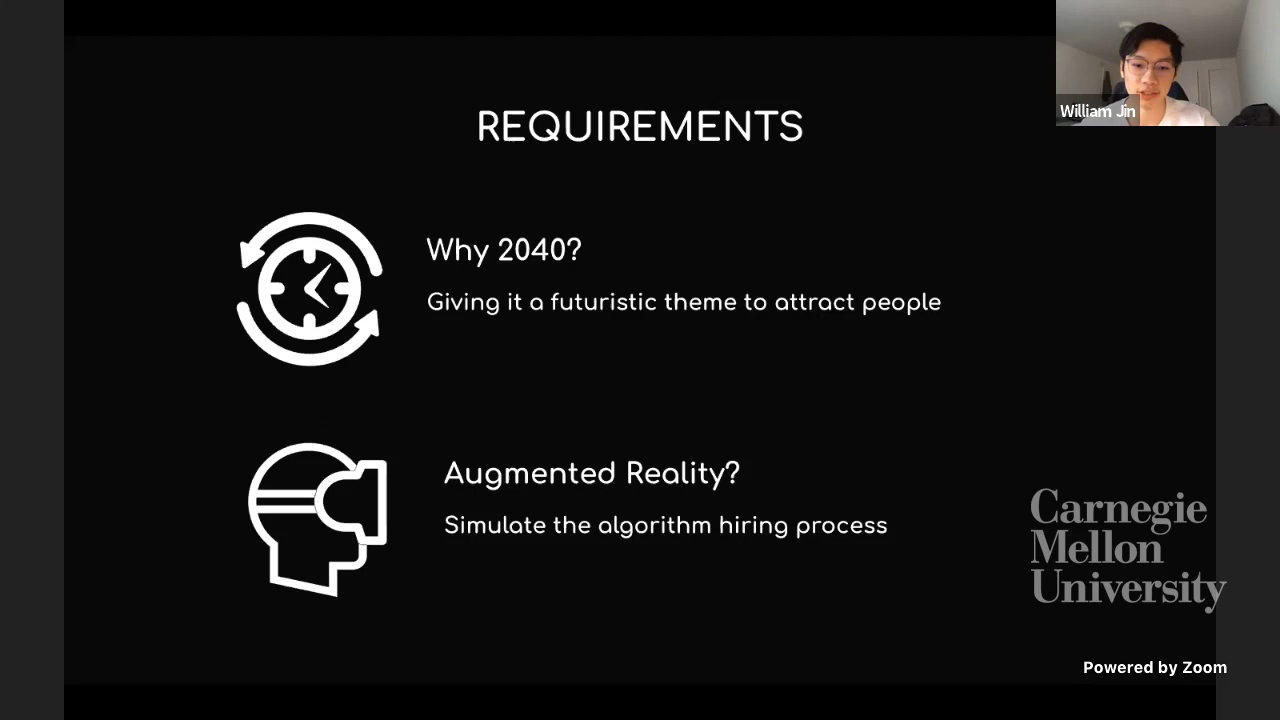 REQUIREMENTS
William Jin
Why 2040?
Giving it a futuristic theme to attract people
Augmented Reality?
Simulate the algorithm hiring process
Carnegie
Mellon
University
Powered by Zoom